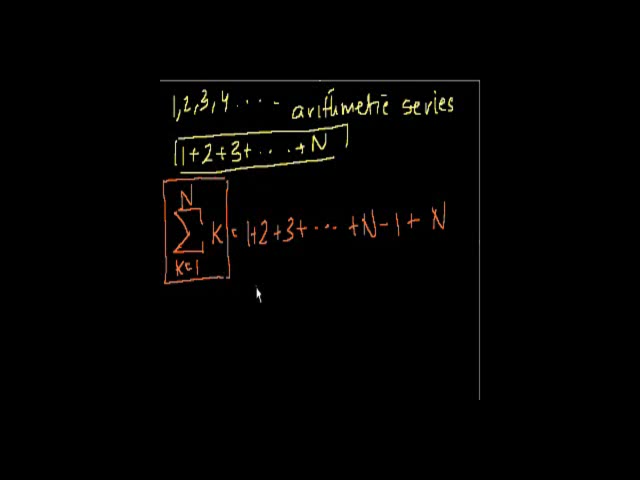 1,2,3,4 .... arithmetic series
1+2+3+ ... +N
N
∑ K = 1+2+3+ ... +N-1+ N
K=1